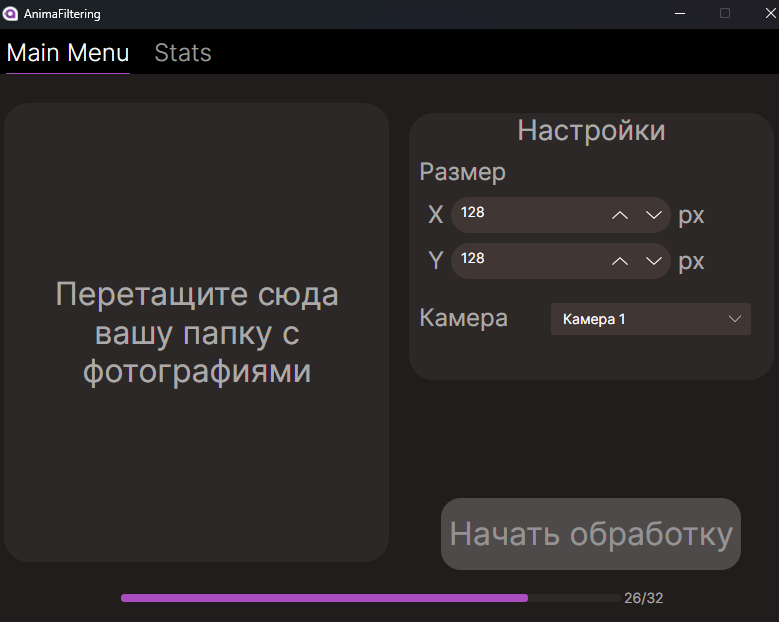 AnimaFiltering
Main Menu Stats
Перетащите сюда
вашу папку с
фотографиями
Настройки
Размер
X 128 px
Y 128 px
Камера Камера 1
Начать обработку
26/32